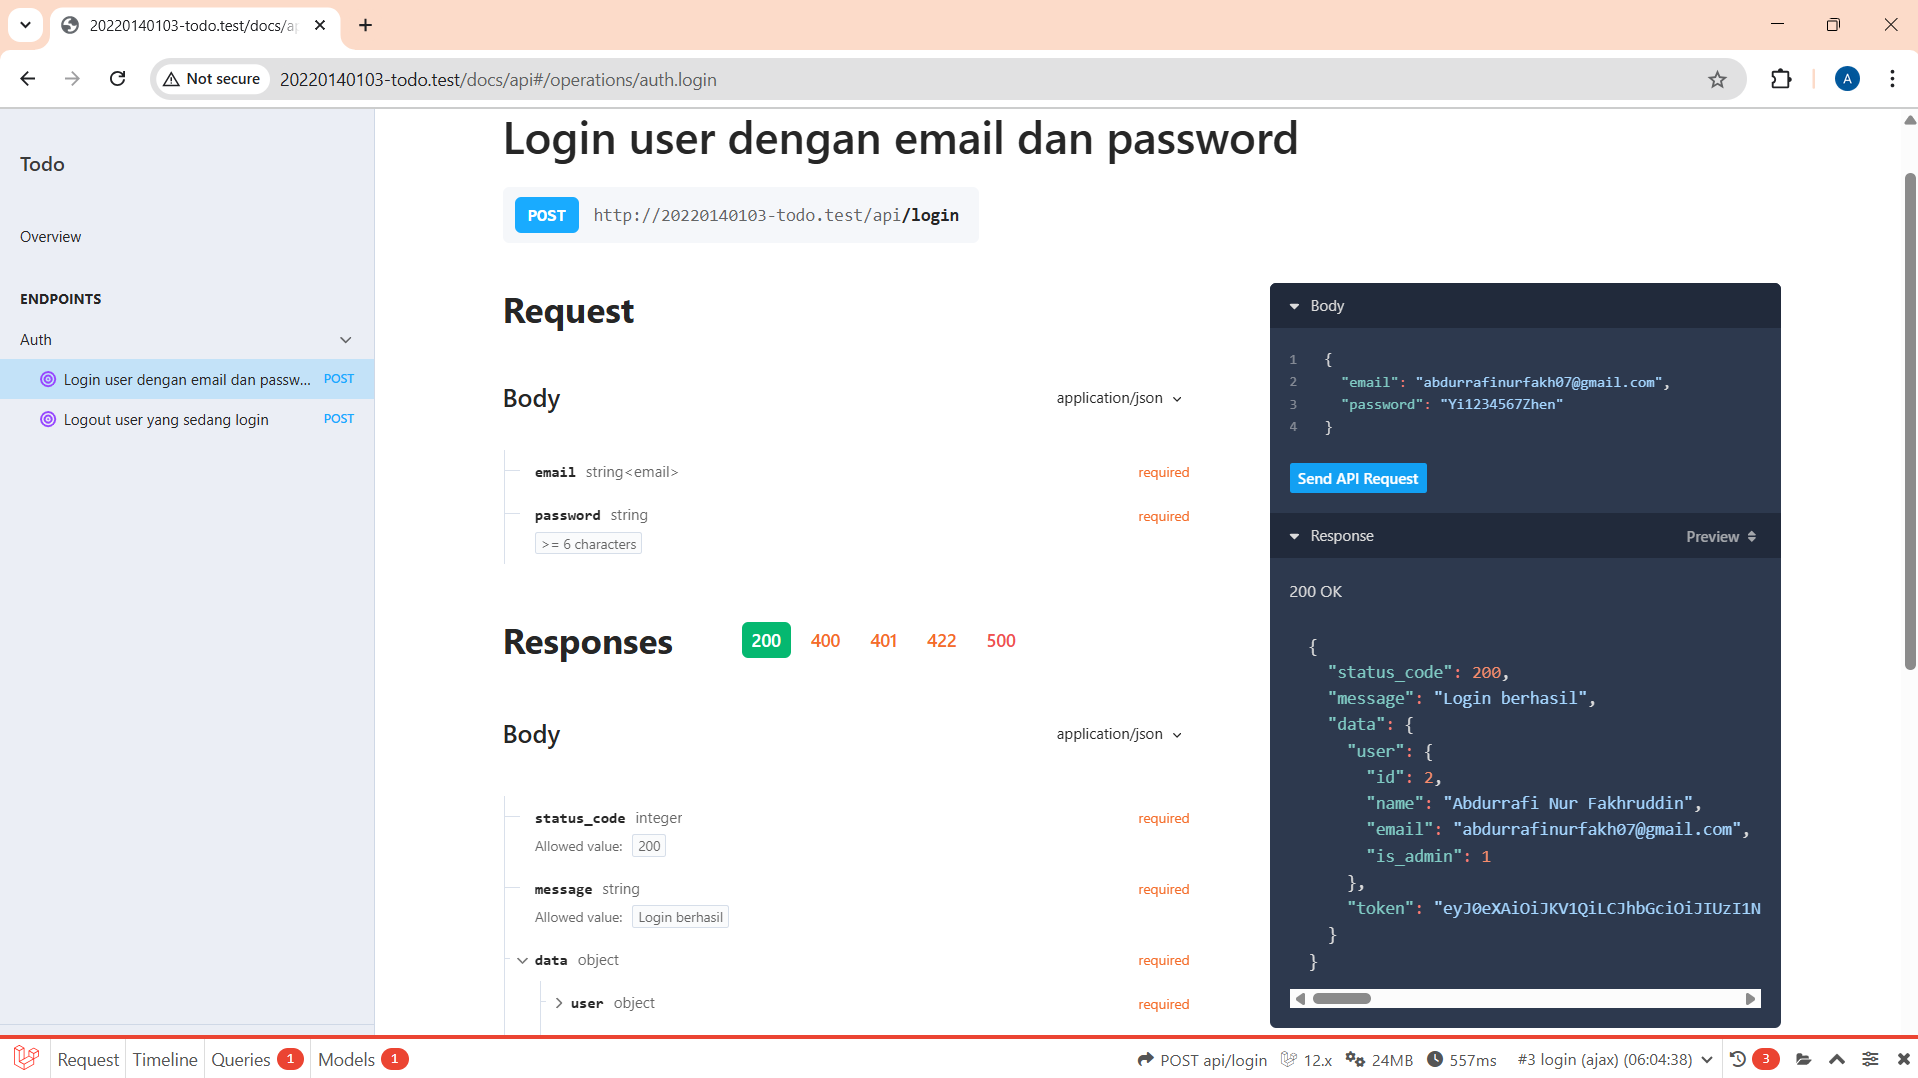 20220140103-todo.test/docs/ap
Not secure
20220140103-todo.test/docs/api#/operations/auth.login
A
Todo
Overview
ENDPOINTS
Auth
Login user dengan email dan passw... POST
Logout user yang sedang login POST
Login user dengan email dan password
POST http://20220140103-todo.test/api/login
Request
Body application/json
email string<email> required
password string required
>= 6 characters
Responses 200 400 401 422 500
Body application/json
status_code integer required
Allowed value: 200
message string required
Allowed value: Login berhasil
data object required
user object required
Body
1 {
2 "email": "abdurrafinurfakh07@gmail.com",
3 "password": "Yi1234567Zhen"
4 }
Send API Request
Response Preview
200 OK
{
"status_code": 200,
"message": "Login berhasil",
"data": {
"user": {
"id": 2,
"name": "Abdurrafi Nur Fakhruddin",
"email": "abdurrafinurfakh07@gmail.com",
"is_admin": 1
},
"token": "eyJ0eXAiOiJKV1QiLCJhbGciOiJIUzI1N
}
}
Request Timeline Queries 1 Models 1 POST api/login 12.x 24MB 557ms #3 login (ajax) (06:04:38) 3